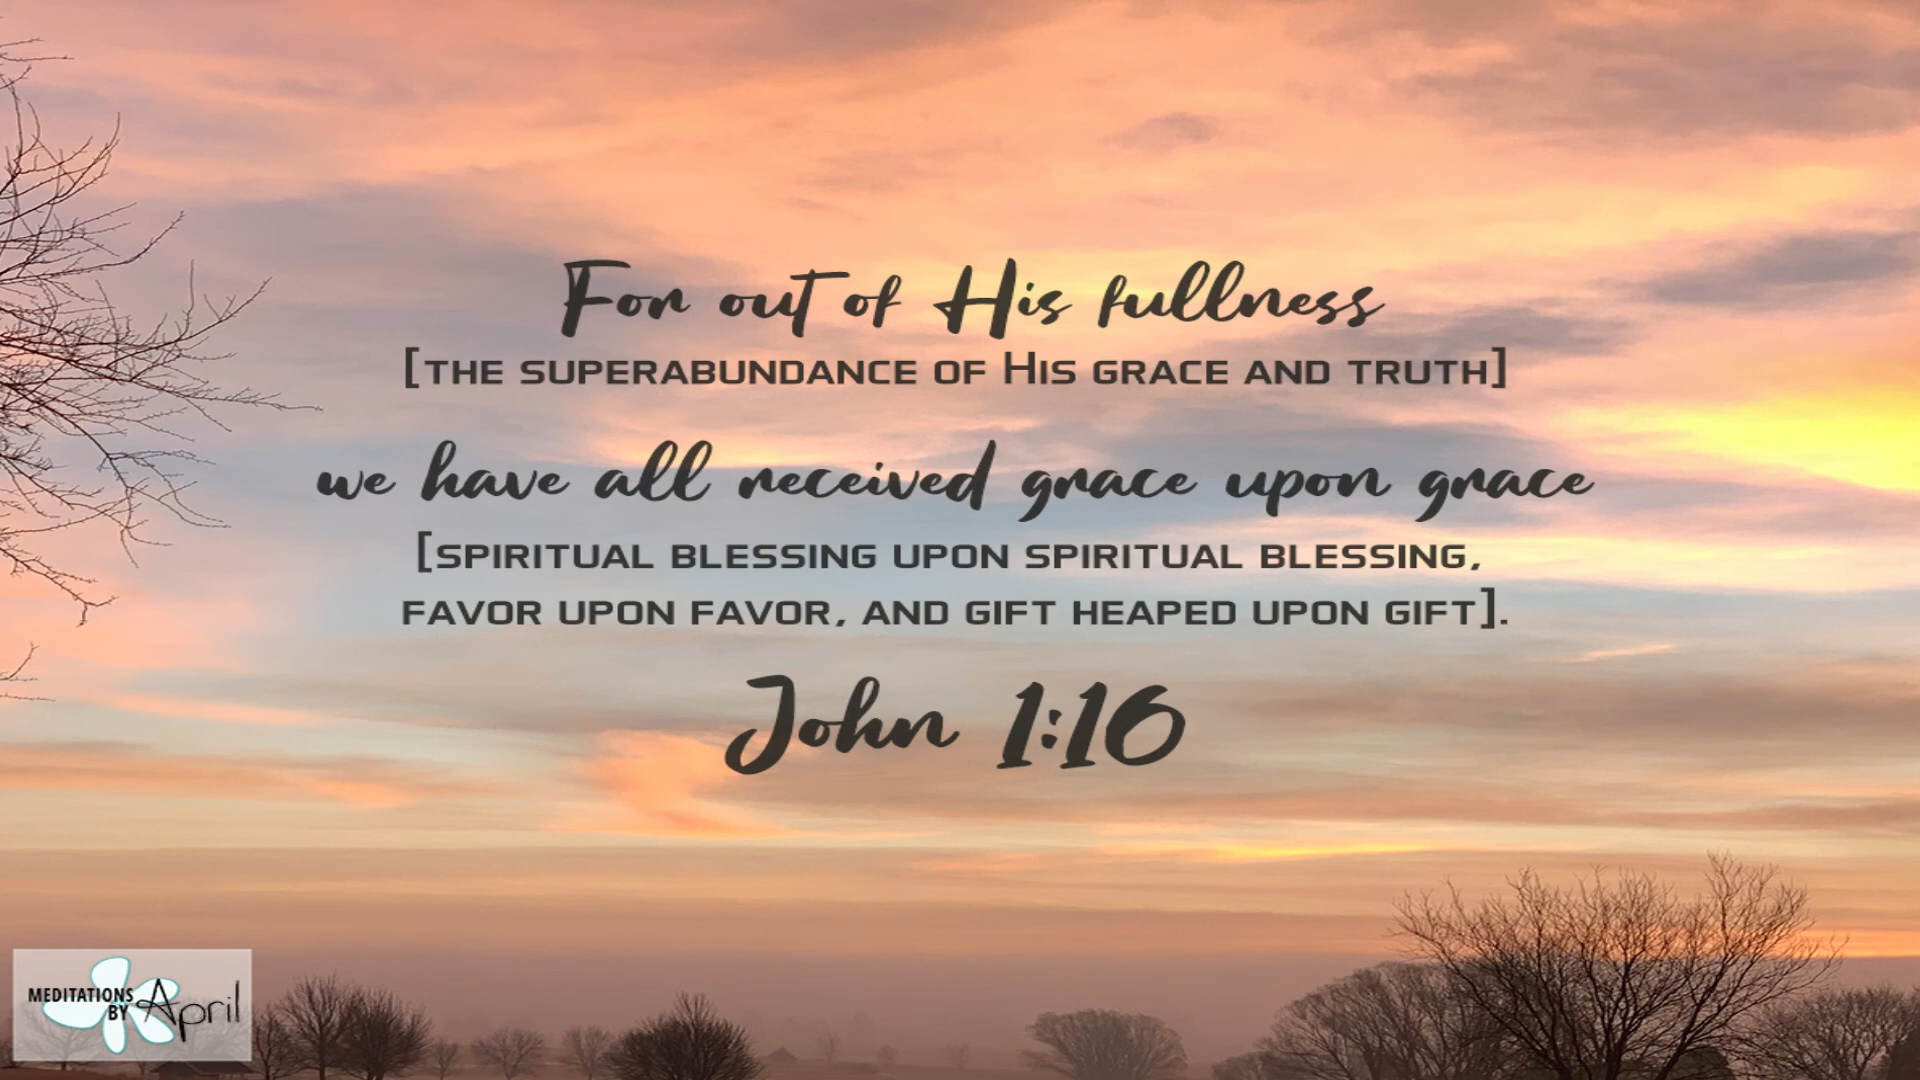 For out of His fullness
[the superabundance of His grace and truth]
we have all received grace upon grace
[spiritual blessing upon spiritual blessing,
favor upon favor, and gift heaped upon gift].
John 1:16
MEDITATIONS
BY April